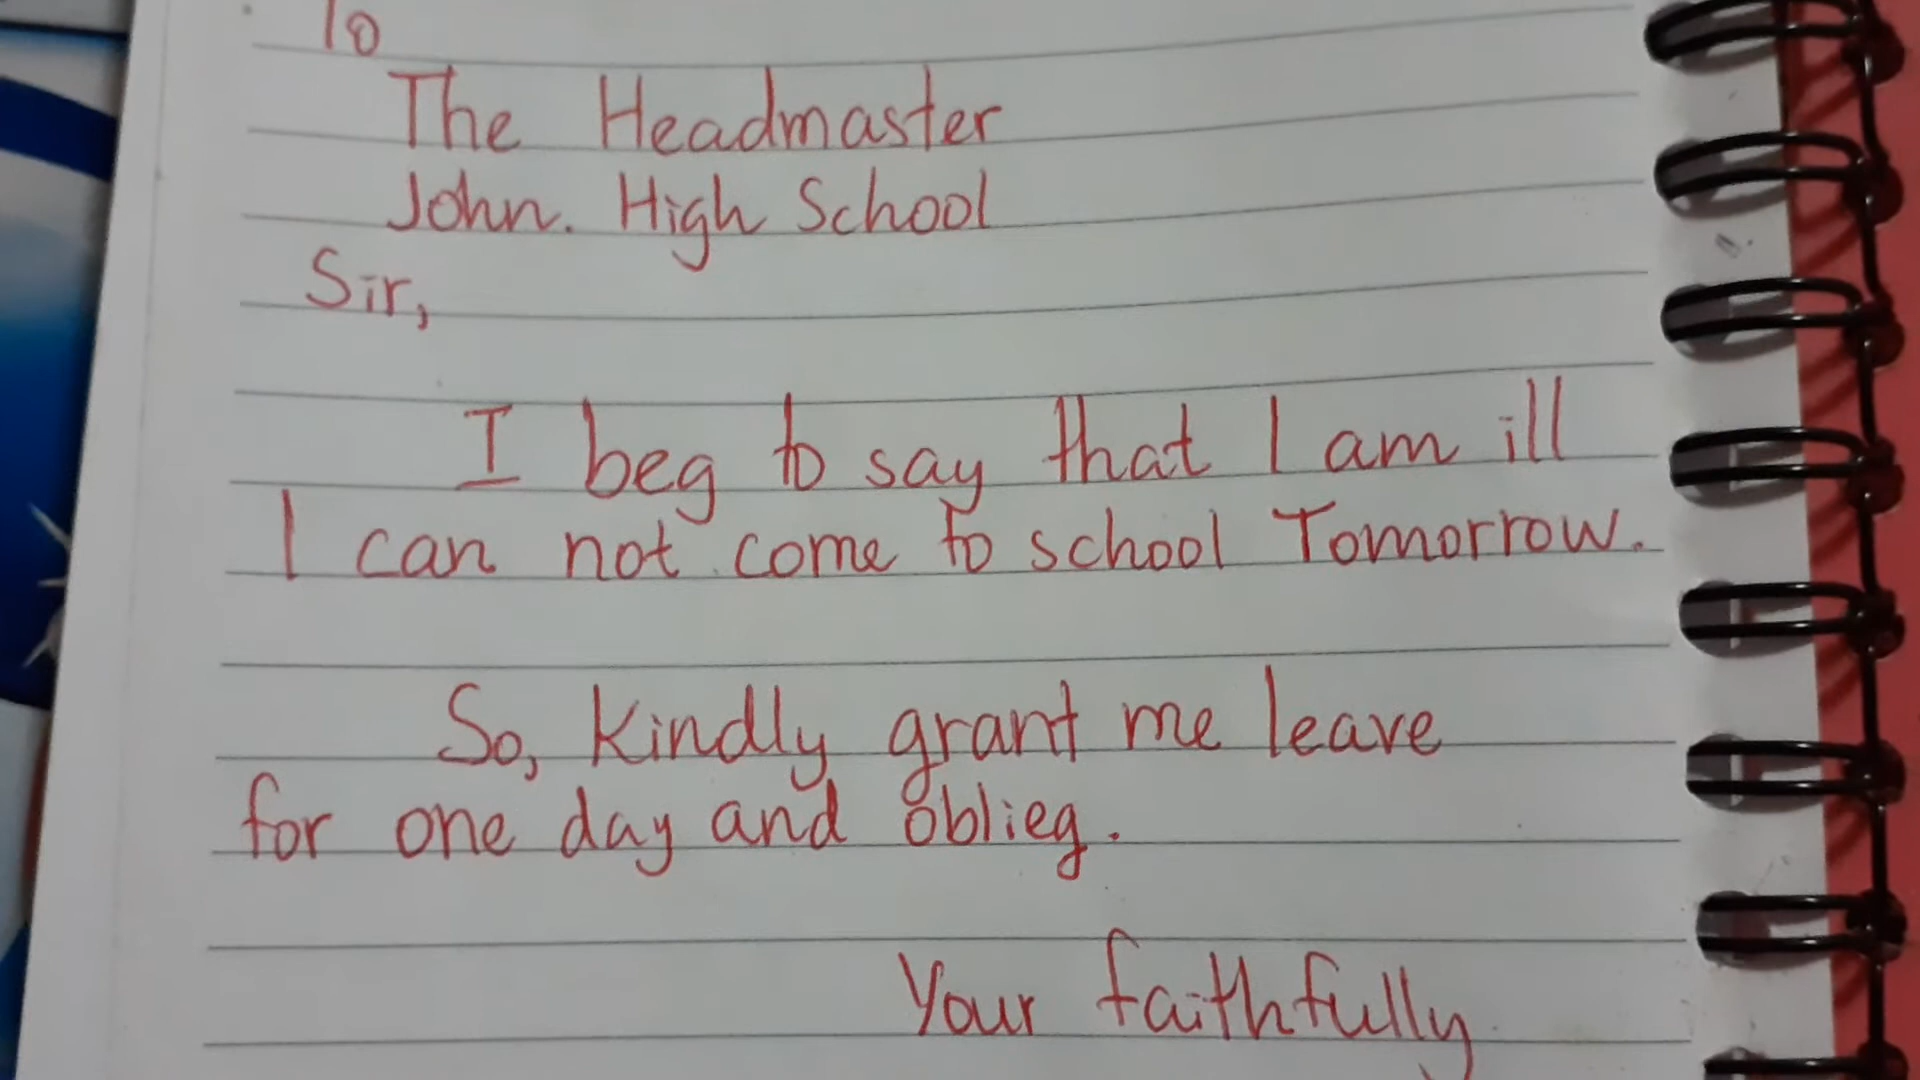 To
The Headmaster
John. High School
Sir,
I beg to say that I am ill
I can not come to school Tomorrow.
So, kindly grant me leave
for one day and oblieg.
Your faithfully